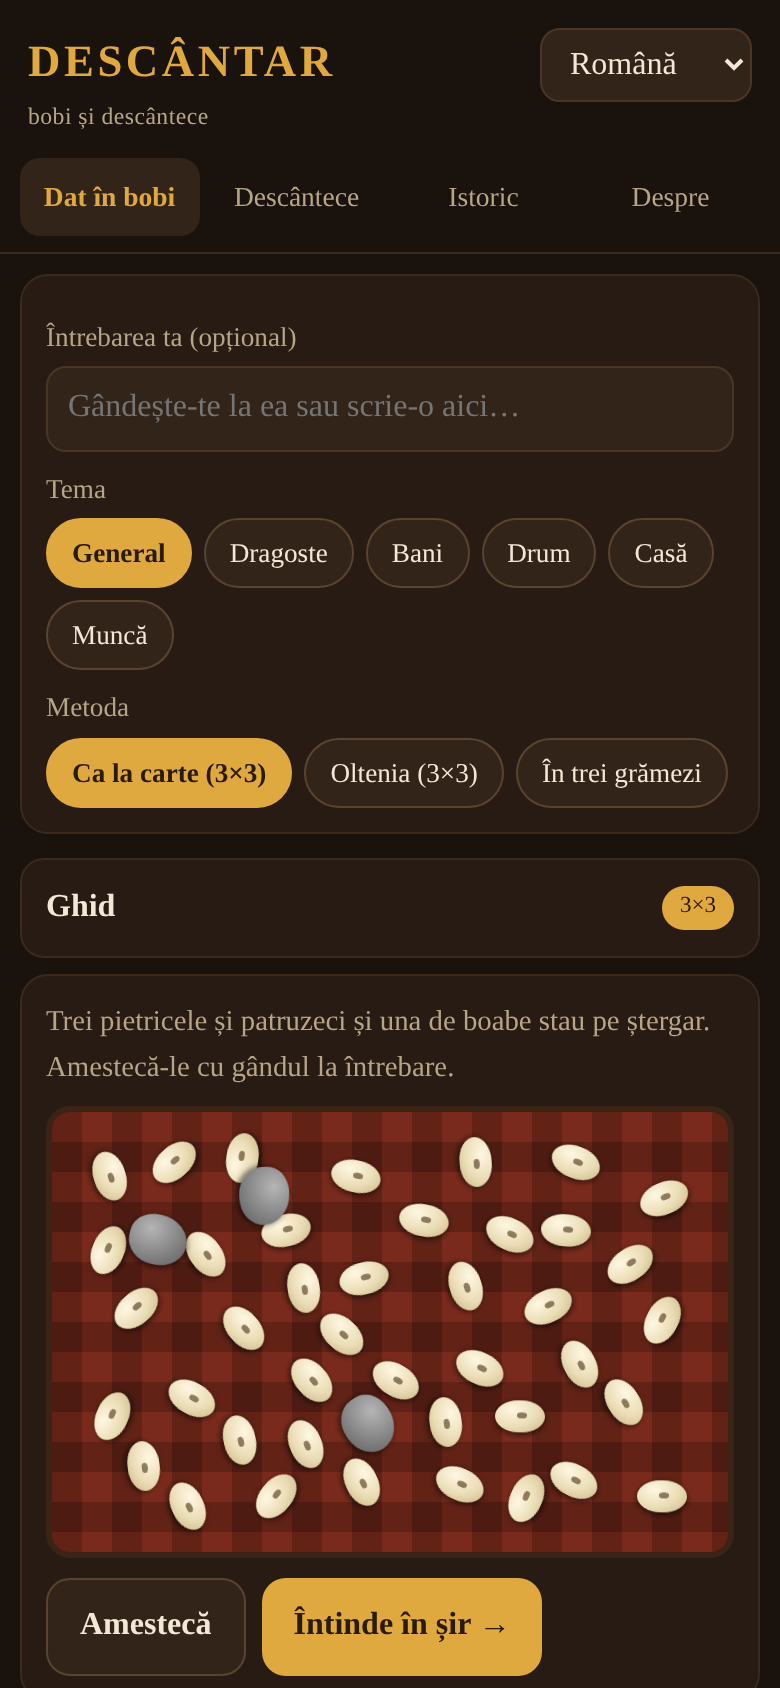 DESCÂNTAR
Română
bobi și descântece
Dat în bobi
Descântece
Istoric
Despre
Întrebarea ta (opțional)
Gândește-te la ea sau scrie-o aici…
Tema
General
Dragoste
Bani
Drum
Casă
Muncă
Metoda
Ca la carte (3×3)
Oltenia (3×3)
În trei grămezi
Ghid
3×3
Trei pietricele și patruzeci și una de boabe stau pe ștergar.
Amestecă-le cu gândul la întrebare.
Amestecă
Întinde în șir →